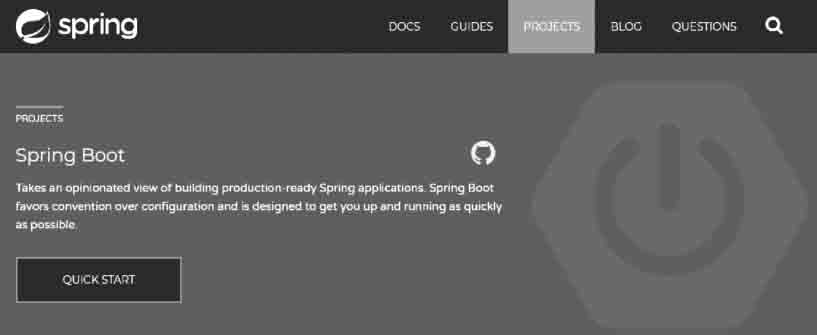 spring
DOCS GUIDES PROJECTS BLOG QUESTIONS
PROJECTS
Spring Boot
Takes an opinionated view of building production-ready Spring applications. Spring Boot
favors convention over configuration and is designed to get you up and running as quickly
as possible.
QUICK START